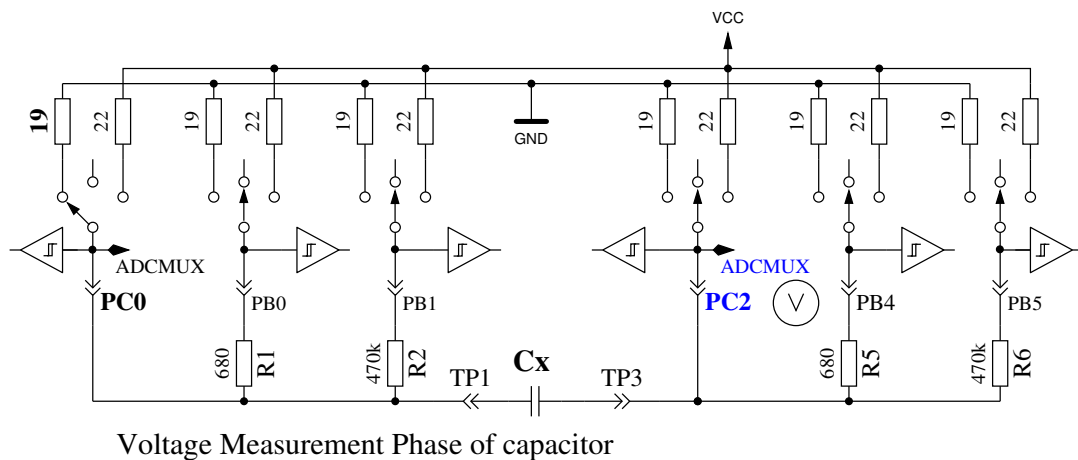 VCC
19
22
19
22
19
22
GND
19
22
19
22
19
22
ADCMUX
ADCMUX
PC0
PB0
PB1
PC2
V
PB4
PB5
680
R1
470k
R2
TP1
Cx
TP3
680
R5
470k
R6
Voltage Measurement Phase of capacitor